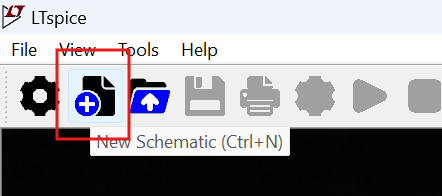 LTspice
File View Tools Help
New Schematic (Ctrl+N)